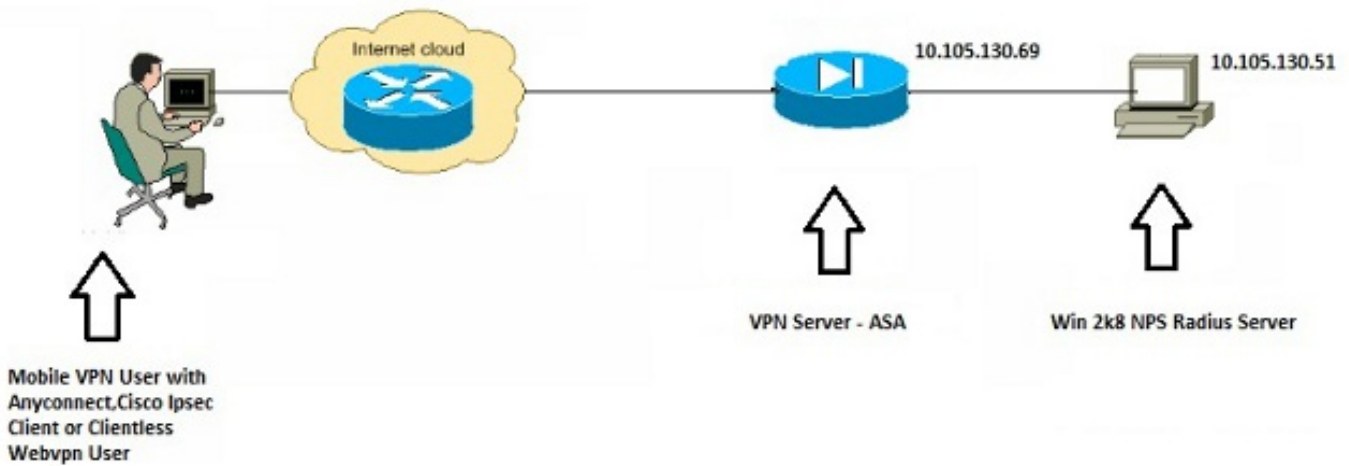 Internet cloud
10.105.130.69
10.105.130.51
VPN Server - ASA
Win 2k8 NPS Radius Server
Mobile VPN User with
Anyconnect,Cisco Ipsec
Client or Clientless
Webvpn User